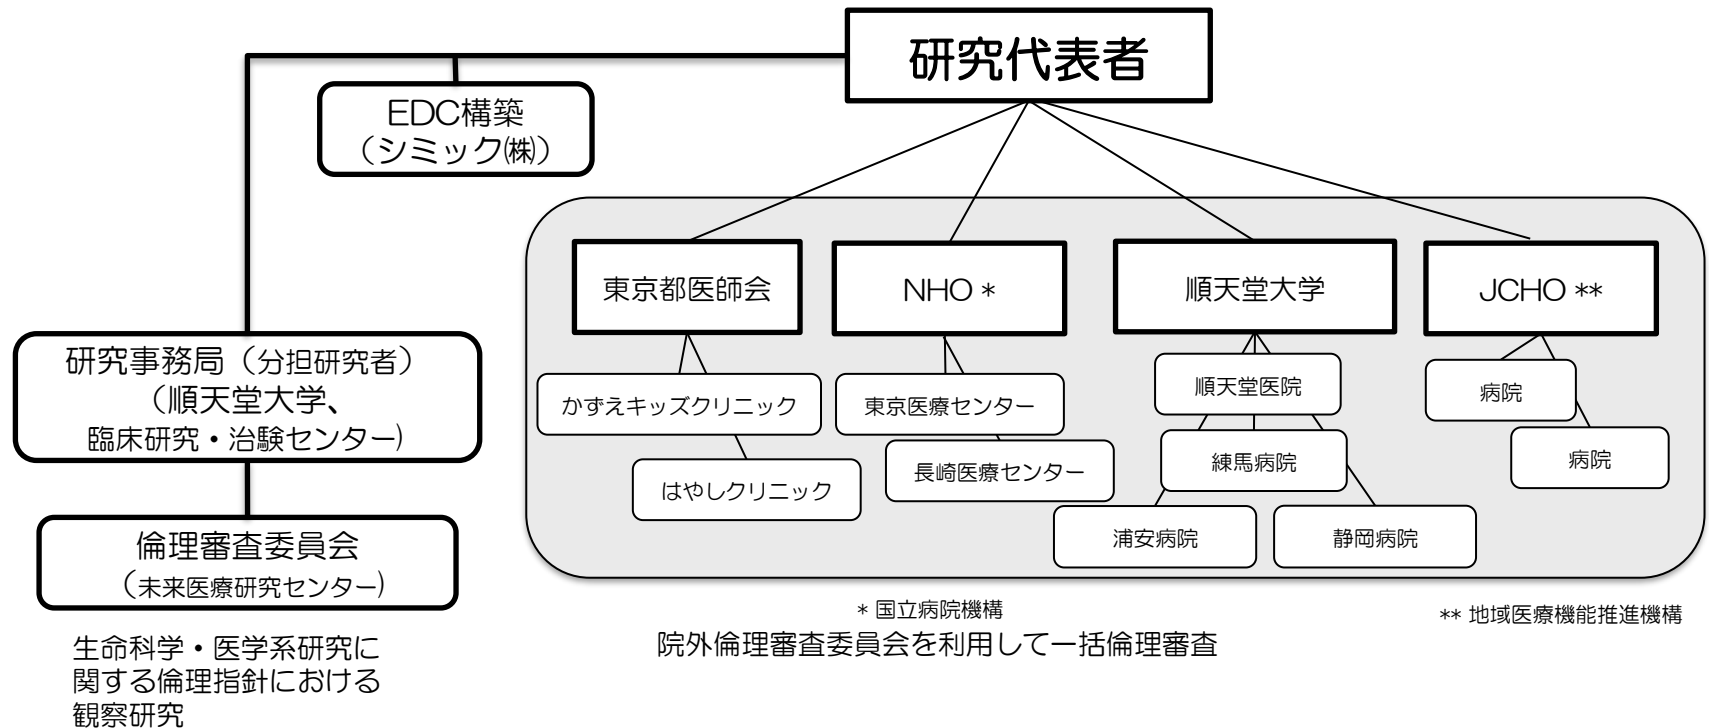 研究代表者
EDC構築
（シミック㈱）
東京都医師会
NHO *
順天堂大学
JCHO **
研究事務局（分担研究者）
（順天堂大学、
臨床研究・治験センター)
かずえキッズクリニック
はやしクリニック
東京医療センター
長崎医療センター
順天堂医院
練馬病院
浦安病院
静岡病院
病院
病院
倫理審査委員会
（未来医療研究センター)
* 国立病院機構
** 地域医療機能推進機構
院外倫理審査委員会を利用して一括倫理審査
生命科学・医学系研究に
関する倫理指針における
観察研究